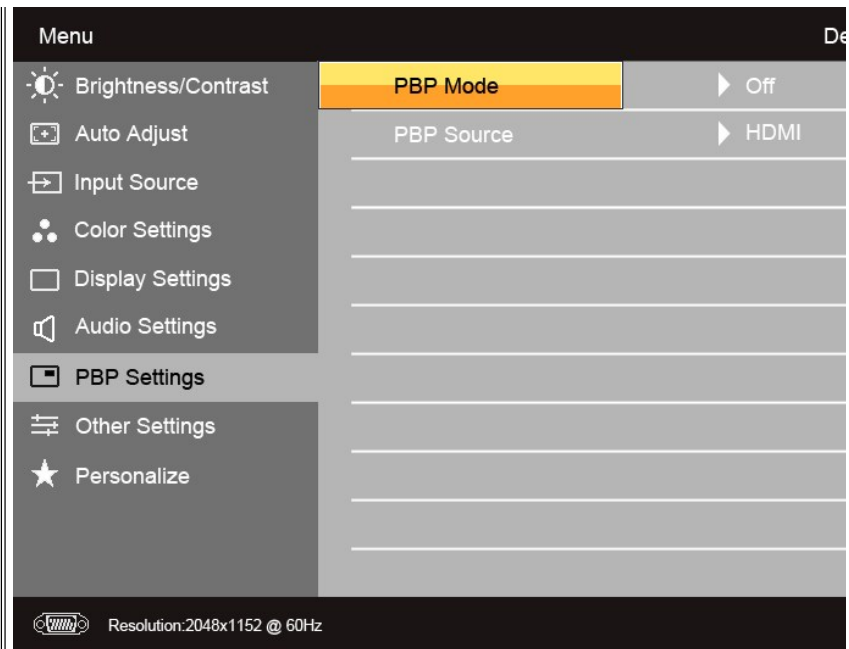 Menu De
Brightness/Contrast PBP Mode Off
Auto Adjust PBP Source HDMI
Input Source
Color Settings
Display Settings
Audio Settings
PBP Settings
Other Settings
Personalize
Resolution:2048x1152 @ 60Hz